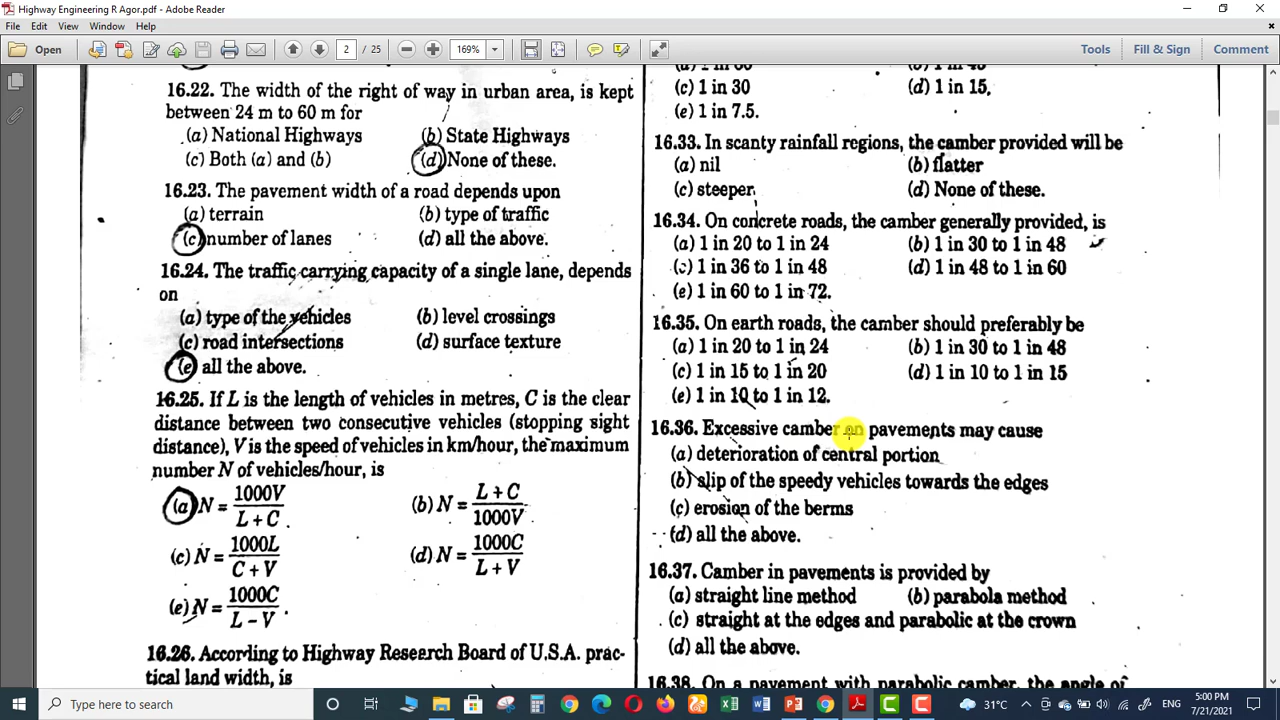 Highway Engineering R Agor.pdf - Adobe Reader
File Edit View Window Help
Open 2 / 25 169% Tools Fill & Sign Comment
16.22. The width of the right of way in urban area, is kept
between 24 m to 60 m for
(a) National Highways (b) State Highways
(c) Both (a) and (b) (d) None of these.
16.23. The pavement width of a road depends upon
(a) terrain (b) type of traffic
(c) number of lanes (d) all the above.
16.24. The traffic carrying capacity of a single lane, depends
on
(a) type of the vehicles (b) level crossings
(c) road intersections (d) surface texture
(e) all the above.
16.25. If L is the length of vehicles in metres, C is the clear
distance between two consecutive vehicles (stopping sight
distance), V is the speed of vehicles in km/hour, the maximum
number N of vehicles/hour, is
(a) N = 1000V / L + C (b) N = L + C / 1000V
(c) N = 1000L / C + V (d) N = 1000C / L + V
(e) N = 1000C / L - V .
16.26. According to Highway Research Board of U.S.A. prac-
tical land width, is
(c) 1 in 30 (d) 1 in 15.
(e) 1 in 7.5.
16.33. In scanty rainfall regions, the camber provided will be
(a) nil (b) flatter
(c) steeper. (d) None of these.
16.34. On concrete roads, the camber generally provided, is
(a) 1 in 20 to 1 in 24 (b) 1 in 30 to 1 in 48
(c) 1 in 36 to 1 in 48 (d) 1 in 48 to 1 in 60
(e) 1 in 60 to 1 in 72.
16.35. On earth roads, the camber should preferably be
(a) 1 in 20 to 1 in 24 (b) 1 in 30 to 1 in 48
(c) 1 in 15 to 1 in 20 (d) 1 in 10 to 1 in 15
(e) 1 in 10 to 1 in 12.
16.36. Excessive camber on pavements may cause
(a) deterioration of central portion
(b) slip of the speedy vehicles towards the edges
(c) erosion of the berms
(d) all the above.
16.37. Camber in pavements is provided by
(a) straight line method (b) parabola method
(c) straight at the edges and parabolic at the crown
(d) all the above.
16.38. On a pavement with parabolic camber, the angle of
Type here to search
31°C ENG 5:00 PM
7/21/2021